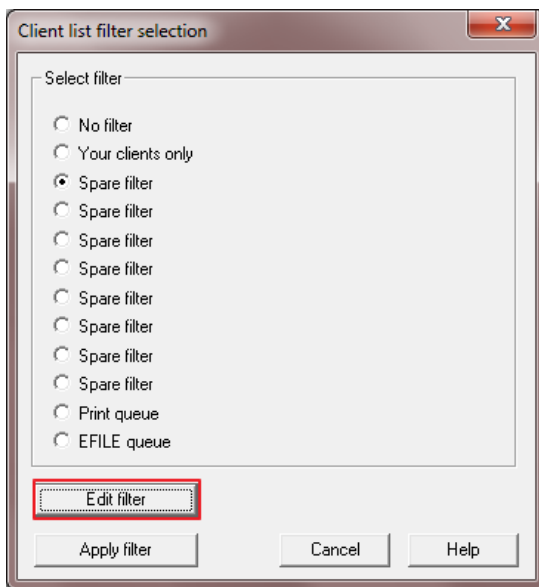 Client list filter selection
Select filter
No filter
Your clients only
Spare filter
Spare filter
Spare filter
Spare filter
Spare filter
Spare filter
Spare filter
Spare filter
Print queue
EFILE queue
Edit filter
Apply filter Cancel Help